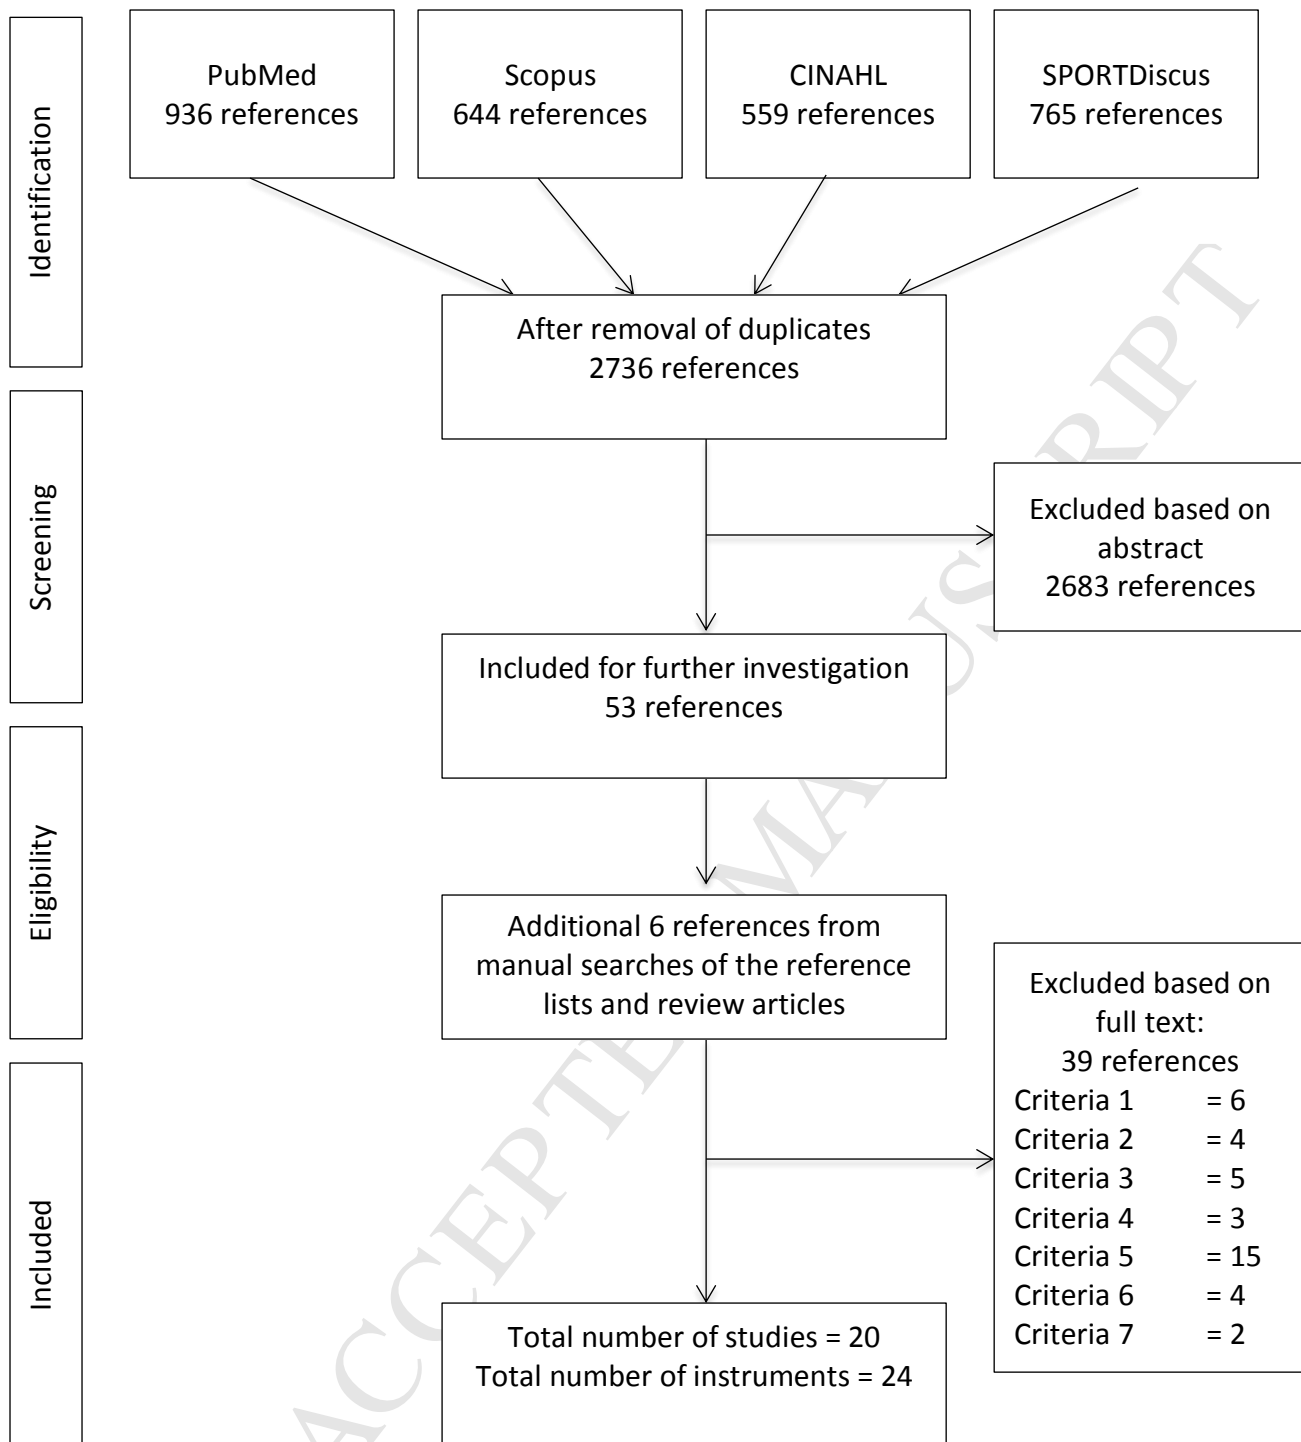 Identification
PubMed
936 references
Scopus
644 references
CINAHL
559 references
SPORTDiscus
765 references
After removal of duplicates
2736 references
Screening
Excluded based on
abstract
2683 references
Included for further investigation
53 references
Eligibility
Additional 6 references from
manual searches of the reference
lists and review articles
Excluded based on
full text:
39 references
Criteria 1 = 6
Criteria 2 = 4
Criteria 3 = 5
Criteria 4 = 3
Criteria 5 = 15
Criteria 6 = 4
Criteria 7 = 2
Included
Total number of studies = 20
Total number of instruments = 24
ACCEPTE MA US RIPT